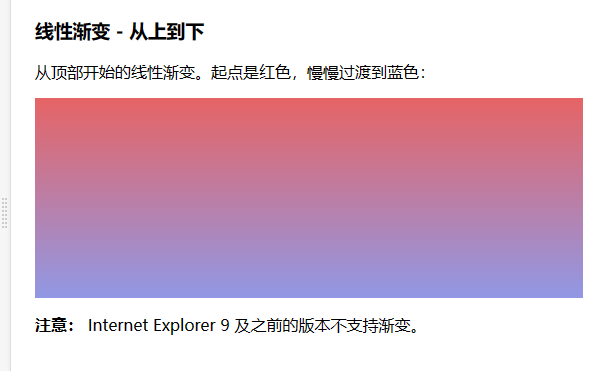 线性渐变 - 从上到下
从顶部开始的线性渐变。起点是红色，慢慢过渡到蓝色：
注意： Internet Explorer 9 及之前的版本不支持渐变。